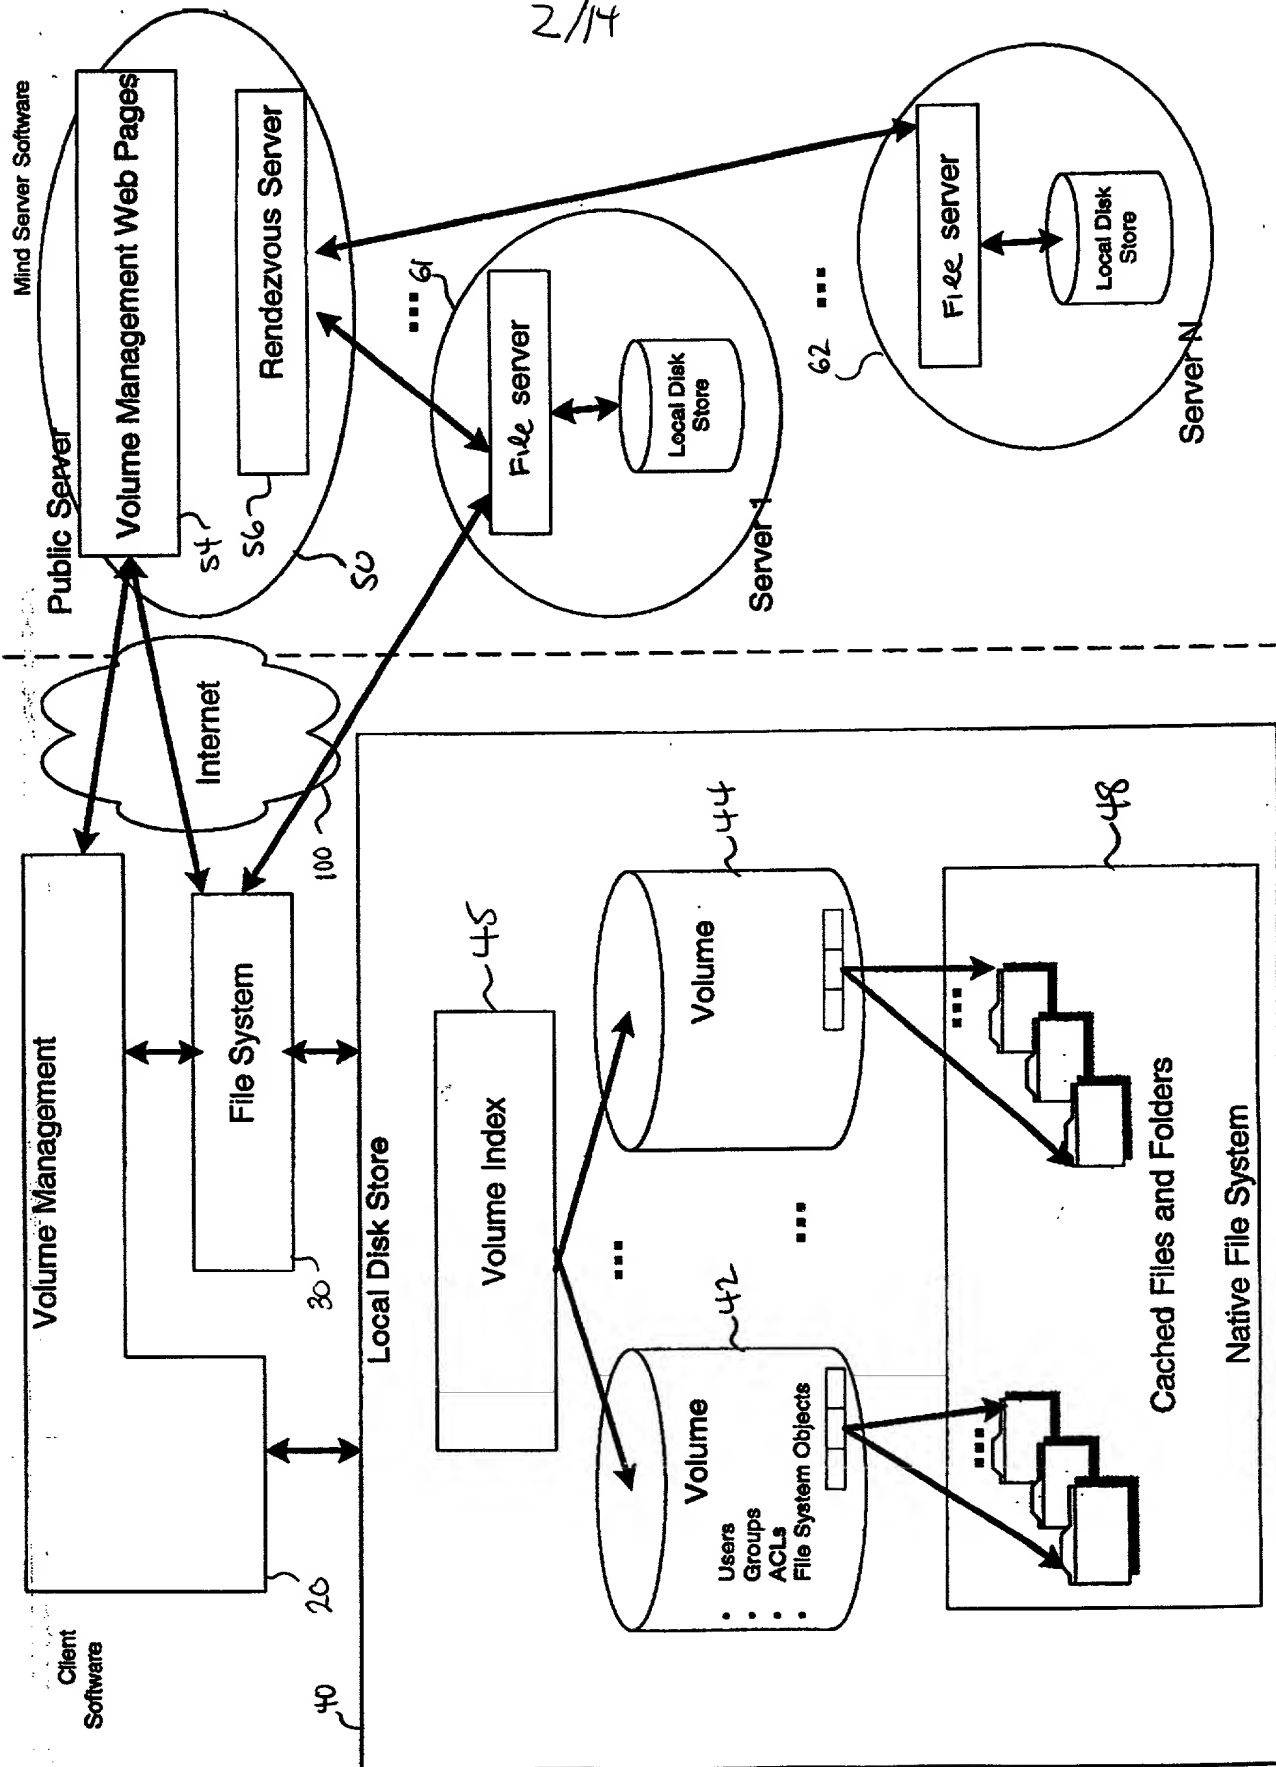 2/14
Client
Software
Mind Server Software
Volume Management
20
File System
30
Internet
100
Public Server
Volume Management Web Pages
54
Rendezvous Server
56
50
40
Local Disk Store
Volume Index
45
Volume
• Users
• Groups
• ACLs
• File System Objects
42
...
...
Volume
44
...
...
Cached Files and Folders
Native File System
48
...
61
File server
Local Disk
Store
Server 1
...
62
File server
Local Disk
Store
Server N